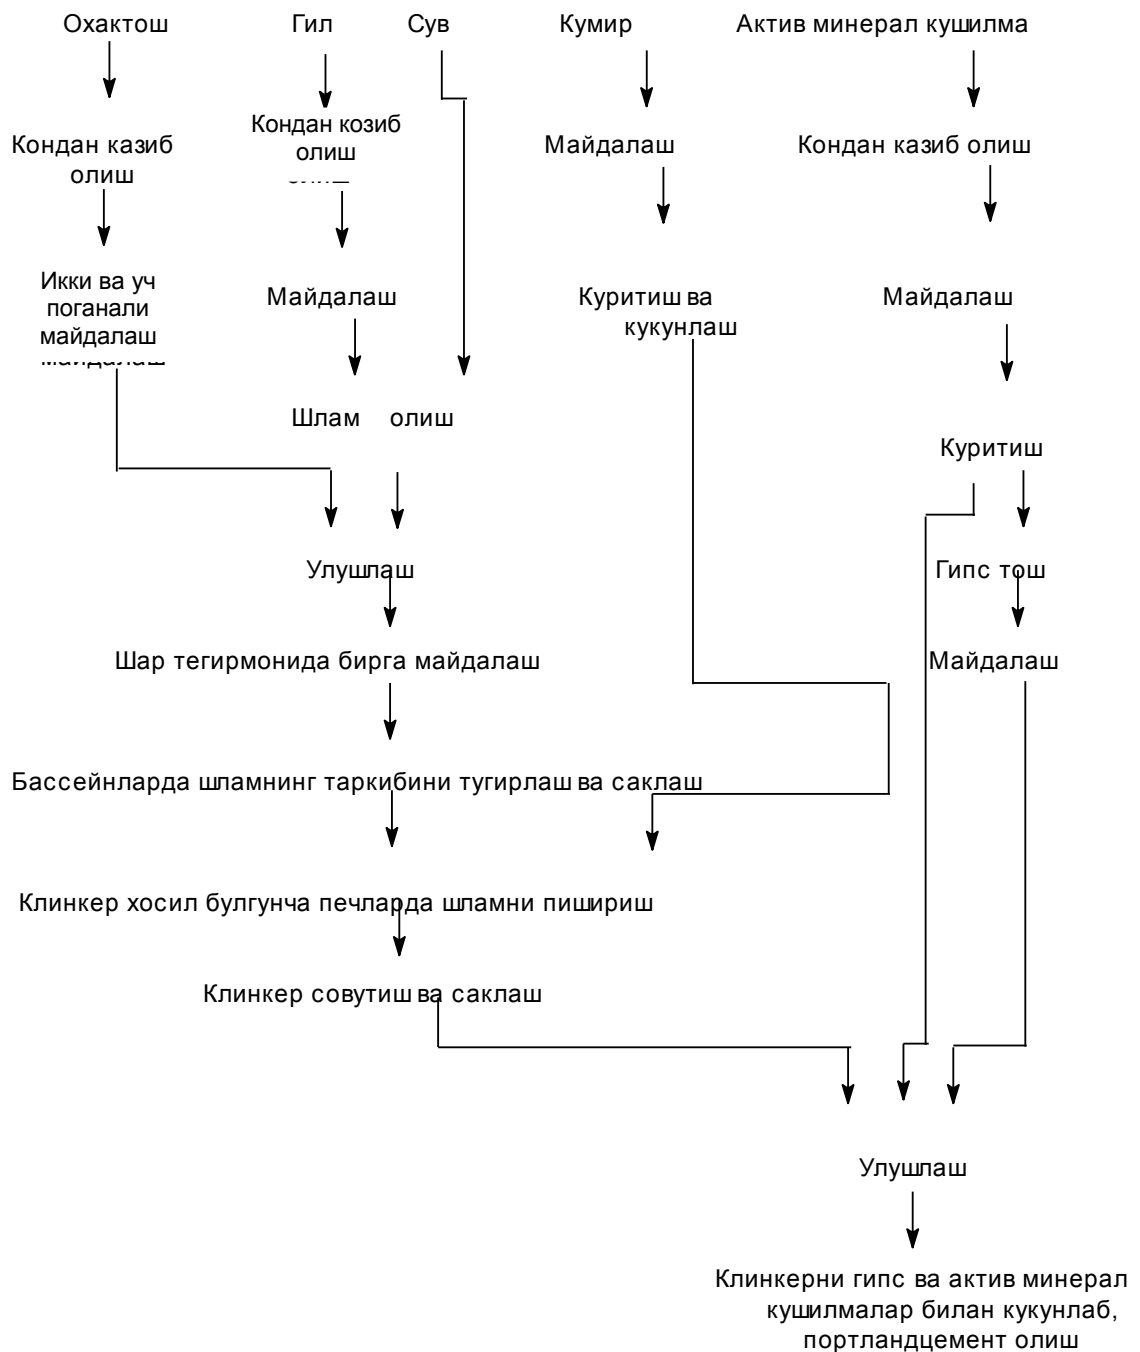 Охактош Гил Сув Кумир Актив минерал кушилма
Кондан казиб
олиш
Кондан козиб
олиш
Майдалаш
Кондан казиб олиш
Икки ва уч
поганали
майдалаш
Майдалаш
Куритиш ва
кукунлаш
Майдалаш
Шлам олиш
Куритиш
Улушлаш
Гипс тош
Шар тегирмонида бирга майдалаш
Майдалаш
Бассейнларда шламнинг таркибини тугирлаш ва саклаш
Клинкер хосил булгунча печларда шламни пишириш
Клинкер совутиш ва саклаш
Улушлаш
Клинкерни гипс ва актив минерал
кушилмалар билан кукунлаб,
портландцемент олиш